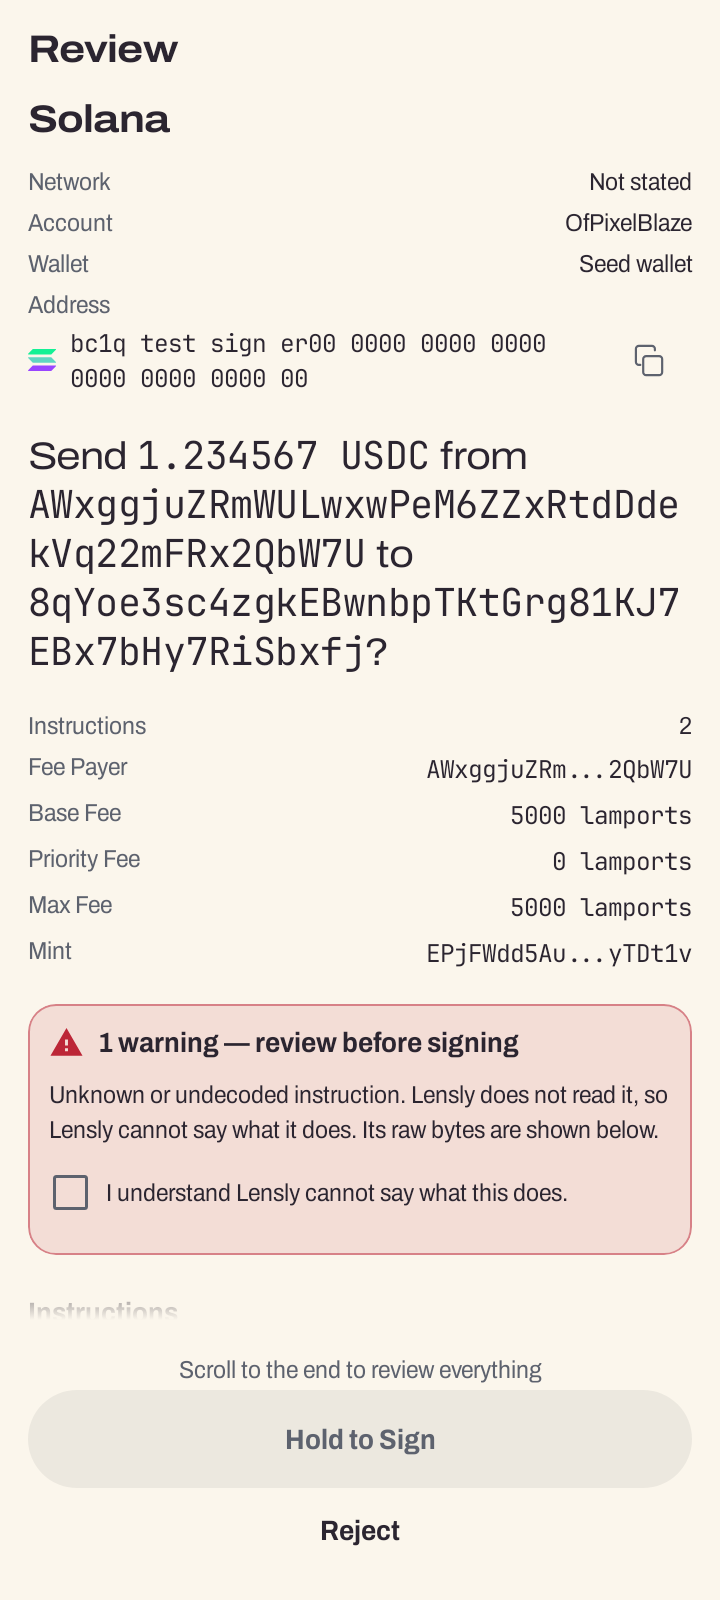 Review
Solana
Network Not stated
Account OfPixelBlaze
Wallet Seed wallet
Address
bc1q test sign er00 0000 0000 0000
0000 0000 0000 00
Send 1.234567 USDC from
AWxggjuZRmWULwxwPeM6ZZxRtdDde
kVq22mFRx2QbW7U to
8qYoe3sc4zgkEBwnbpTKtGrg81KJ7
EBx7bHy7RiSbxfj?
Instructions 2
Fee Payer AWxggjuZRm...2QbW7U
Base Fee 5000 lamports
Priority Fee 0 lamports
Max Fee 5000 lamports
Mint EPjFWdd5Au...yTDt1v
1 warning — review before signing
Unknown or undecoded instruction. Lensly does not read it, so
Lensly cannot say what it does. Its raw bytes are shown below.
I understand Lensly cannot say what this does.
Instructions
Scroll to the end to review everything
Hold to Sign
Reject